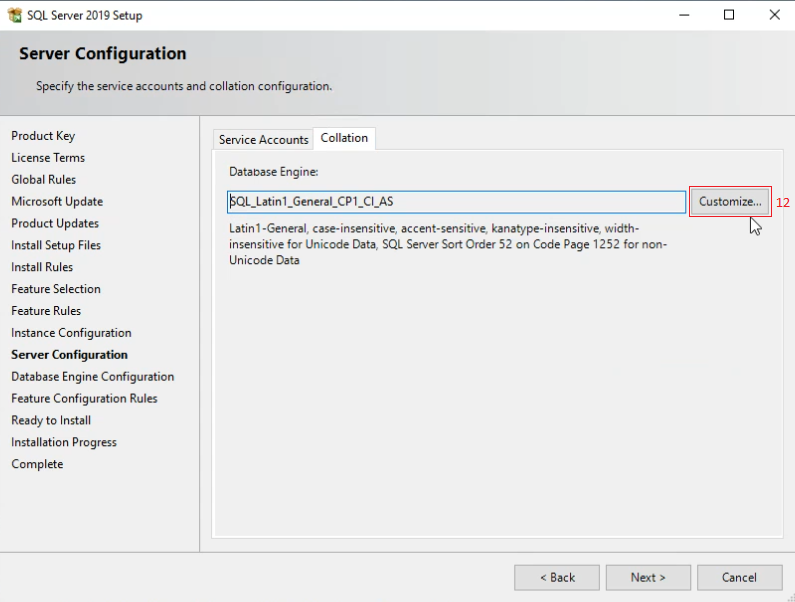 SQL Server 2019 Setup
Server Configuration
Specify the service accounts and collation configuration.
Product Key
License Terms
Global Rules
Microsoft Update
Product Updates
Install Setup Files
Install Rules
Feature Selection
Feature Rules
Instance Configuration
Server Configuration
Database Engine Configuration
Feature Configuration Rules
Ready to Install
Installation Progress
Complete
Service Accounts Collation
Database Engine:
SQL_Latin1_General_CP1_CI_AS
Customize... 12
Latin1-General, case-insensitive, accent-sensitive, kanatype-insensitive, width-
insensitive for Unicode Data, SQL Server Sort Order 52 on Code Page 1252 for non-
Unicode Data
< Back Next > Cancel